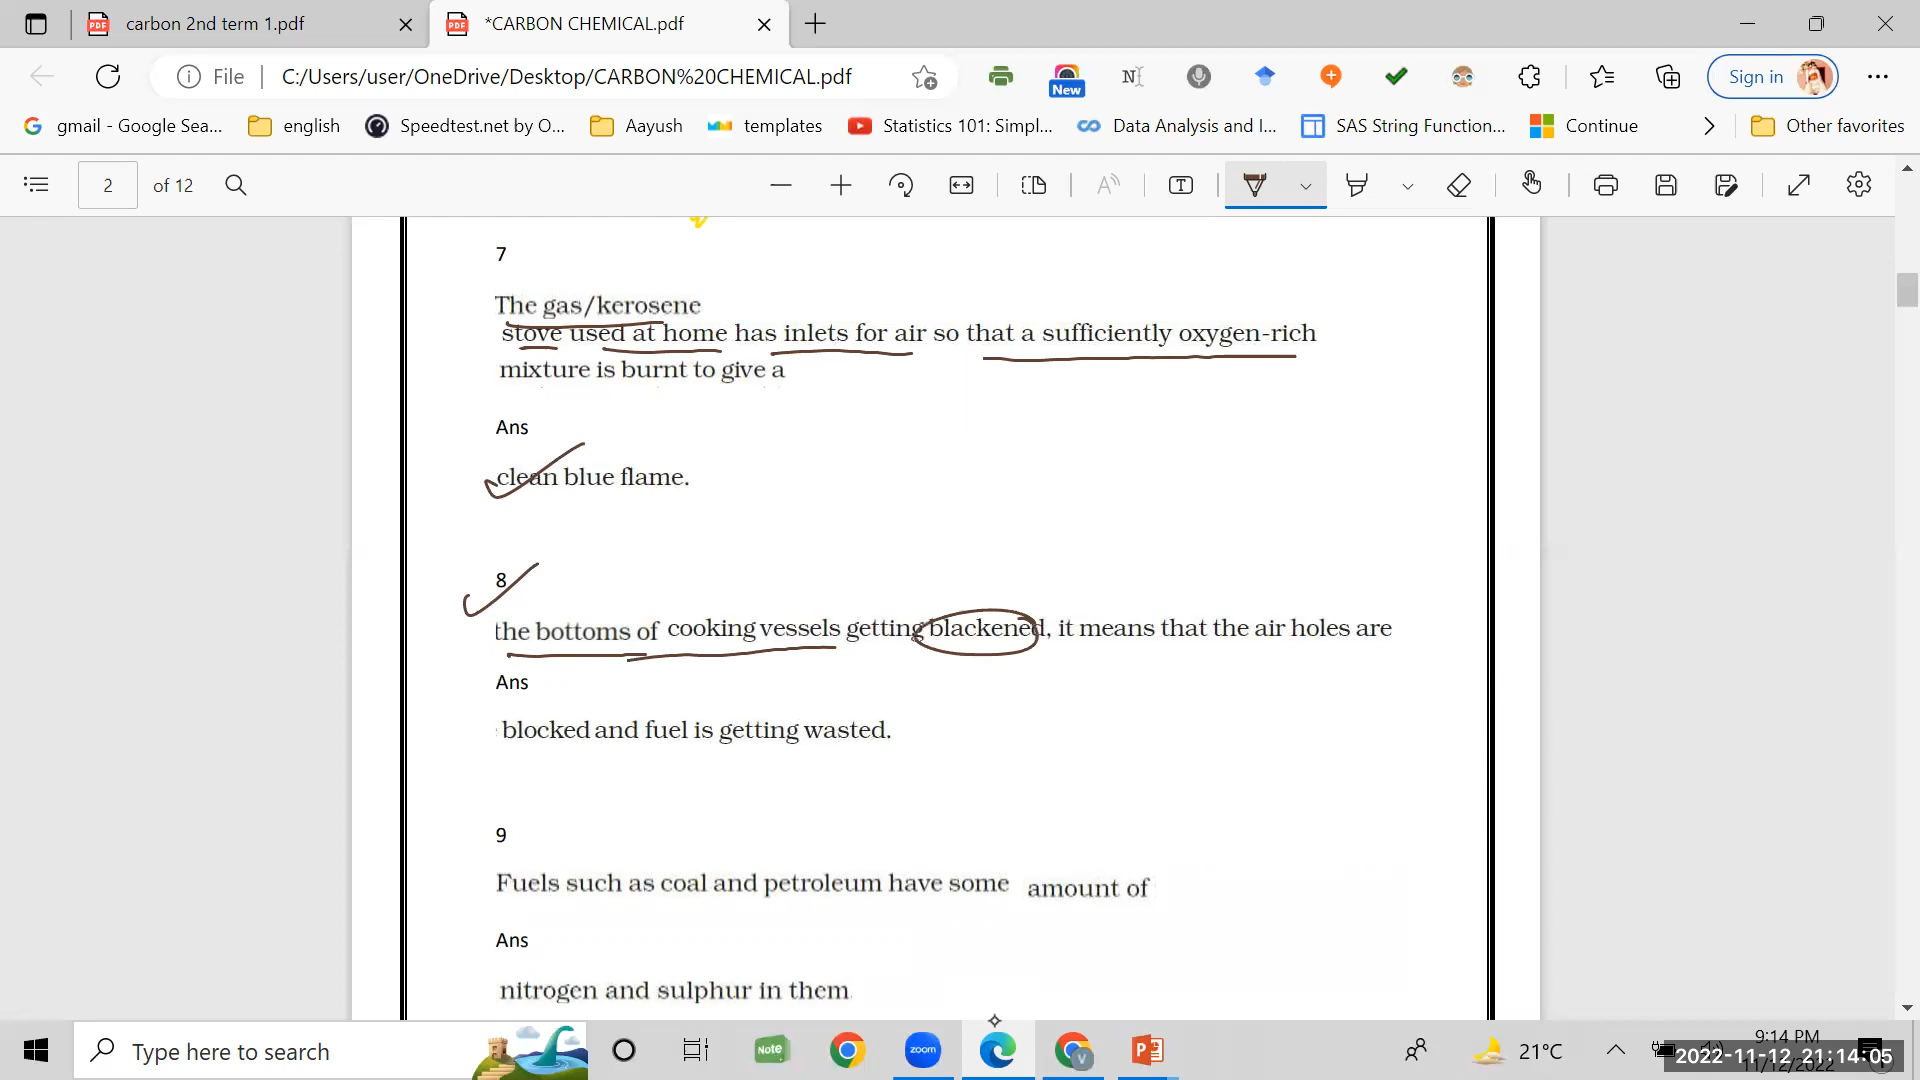 carbon 2nd term 1.pdf
*CARBON CHEMICAL.pdf
File
C:/Users/user/OneDrive/Desktop/CARBON%20CHEMICAL.pdf
New
Sign in
gmail - Google Sea...
english
Speedtest.net by O...
Aayush
templates
Statistics 101: Simpl...
Data Analysis and I...
SAS String Function...
Continue
Other favorites
2 of 12
7
The gas/kerosene
stove used at home has inlets for air so that a sufficiently oxygen-rich
mixture is burnt to give a
Ans
clean blue flame.
8
the bottoms of cooking vessels getting blackened, it means that the air holes are
Ans
blocked and fuel is getting wasted.
9
Fuels such as coal and petroleum have some amount of
Ans
nitrogen and sulphur in them
Type here to search
Note
zoom
21°C
9:14 PM
11/12/2022
2022-11-12 21:14:05